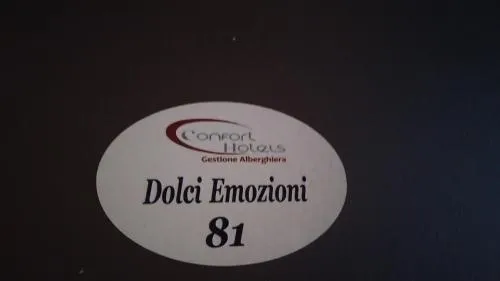 Confort
Hotels
Gestione Alberghiera
Dolci Emozioni
81